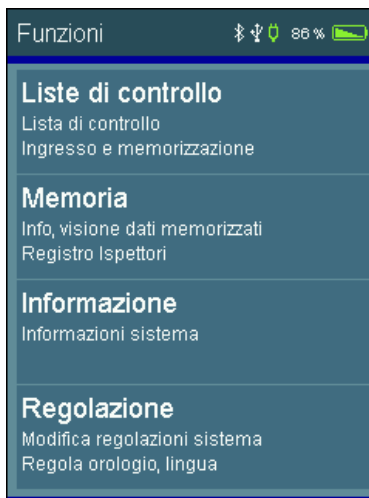 Funzioni 86 %
Liste di controllo
Lista di controllo
Ingresso e memorizzazione
Memoria
Info, visione dati memorizzati
Registro Ispettori
Informazione
Informazioni sistema
Regolazione
Modifica regolazioni sistema
Regola orologio, lingua